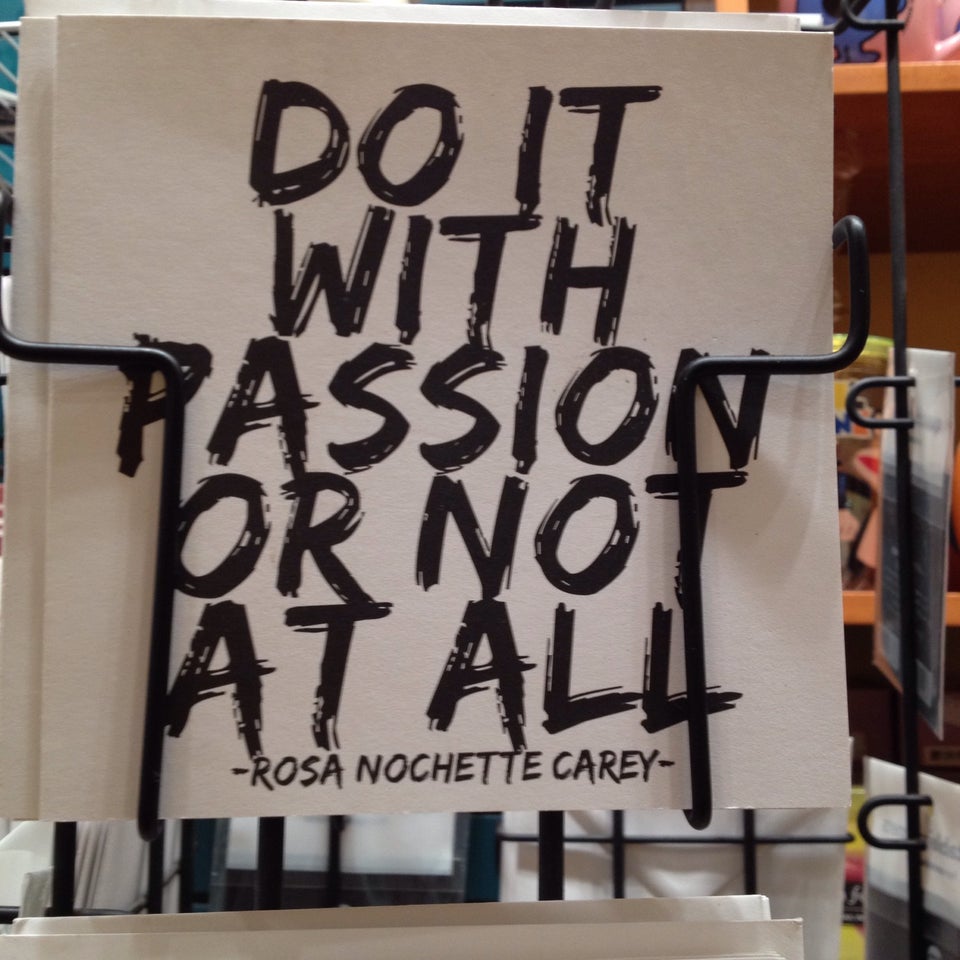 DO IT
WITH
PASSION
OR NOT
AT ALL
-ROSA NOCHETTE CAREY-